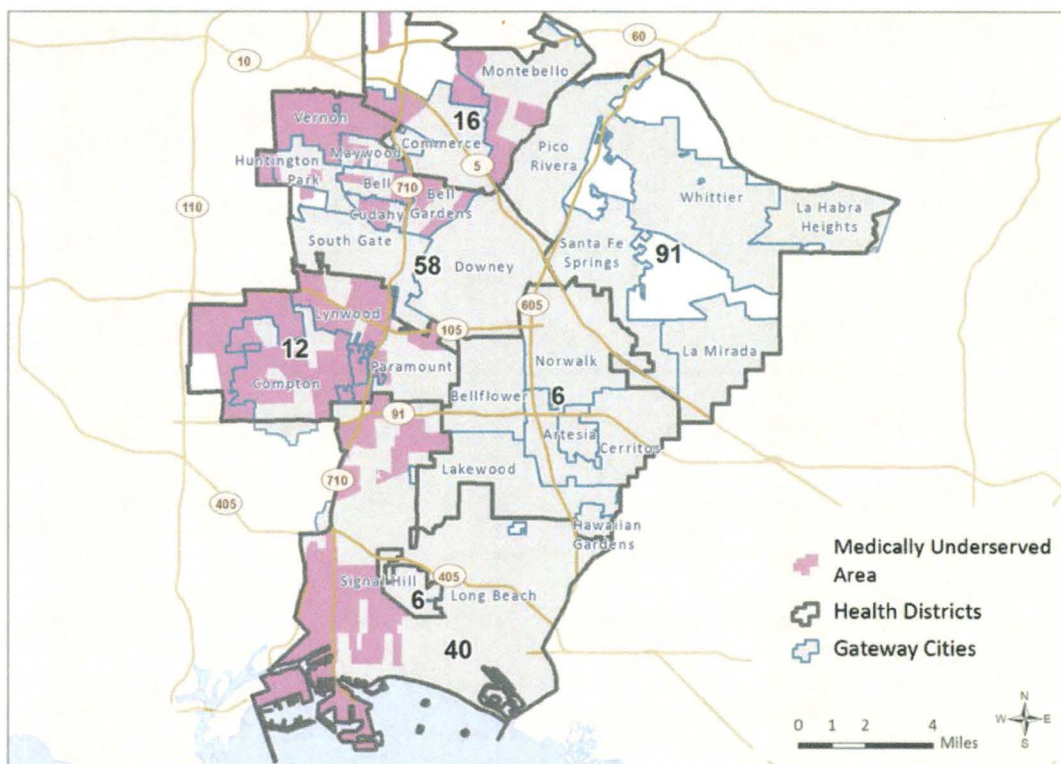 60
10
Montebello
16
Vernon
Commerce
Maywood
Pico
Rivera
Huntington
Park
5
Bell
710
Bell
Gardens
Cudahy
Whittier
La Habra
Heights
110
South Gate
58
Downey
Santa Fe
Springs
91
605
Lynwood
105
12
Norwalk
La Mirada
Paramount
Compton
Bellflower
6
91
Artesia
Cerritos
Lakewood
710
405
Hawaiian
Gardens
Signal Hill
405
6
Long Beach
40
Medically Underserved
Area
Health Districts
Gateway Cities
N
W
E
S
0 1 2 4
Miles